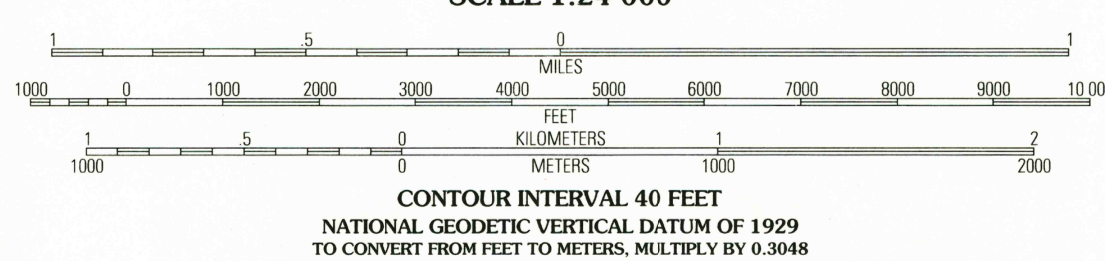 SCALE 1:24 000
1 .5 0 1
MILES
1000 0 1000 2000 3000 4000 5000 6000 7000 8000 9000 10 00
FEET
1 .5 0 KILOMETERS 1 2
1000 0 METERS 1000 2000
CONTOUR INTERVAL 40 FEET
NATIONAL GEODETIC VERTICAL DATUM OF 1929
TO CONVERT FROM FEET TO METERS, MULTIPLY BY 0.3048